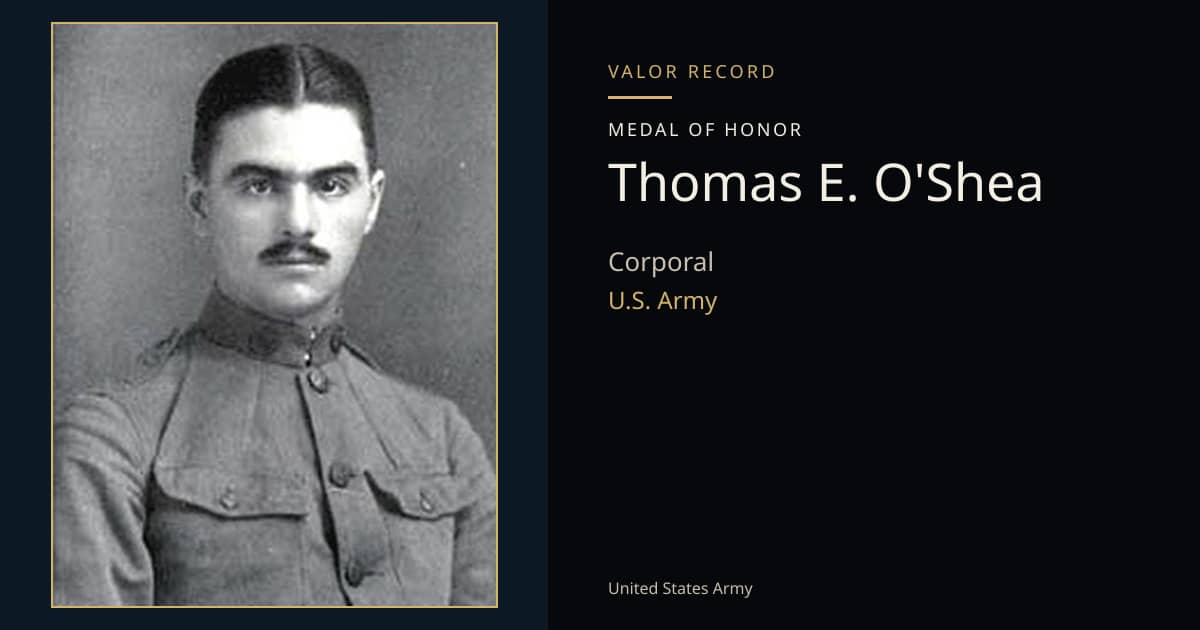 VALOR RECORD
MEDAL OF HONOR
Thomas E. O'Shea
Corporal
U.S. Army
United States Army